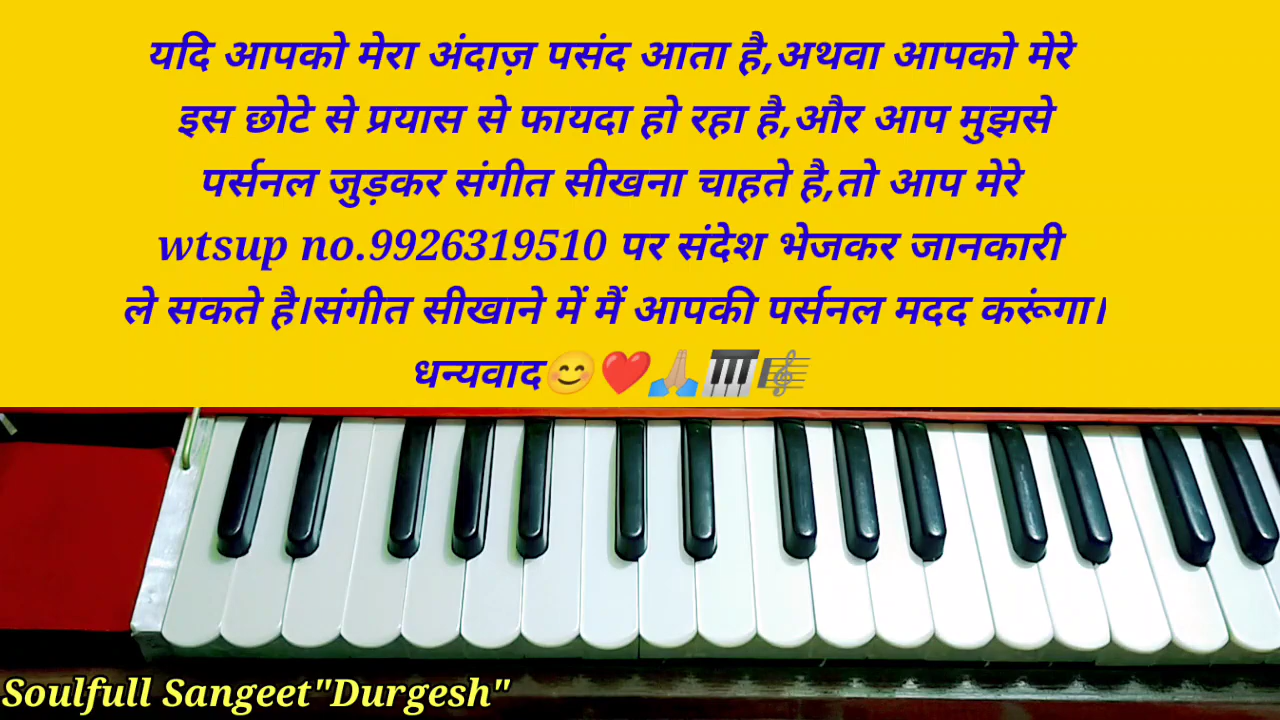 यदि आपको मेरा अंदाज़ पसंद आता है,अथवा आपको मेरे
इस छोटे से प्रयास से फायदा हो रहा है,और आप मुझसे
पर्सनल जुड़कर संगीत सीखना चाहते है,तो आप मेरे
wtsup no.9926319510 पर संदेश भेजकर जानकारी
ले सकते है।संगीत सीखाने में मैं आपकी पर्सनल मदद करूंगा।
धन्यवाद😊❤️🙏🏼🎹🎼
Soulfull Sangeet"Durgesh"